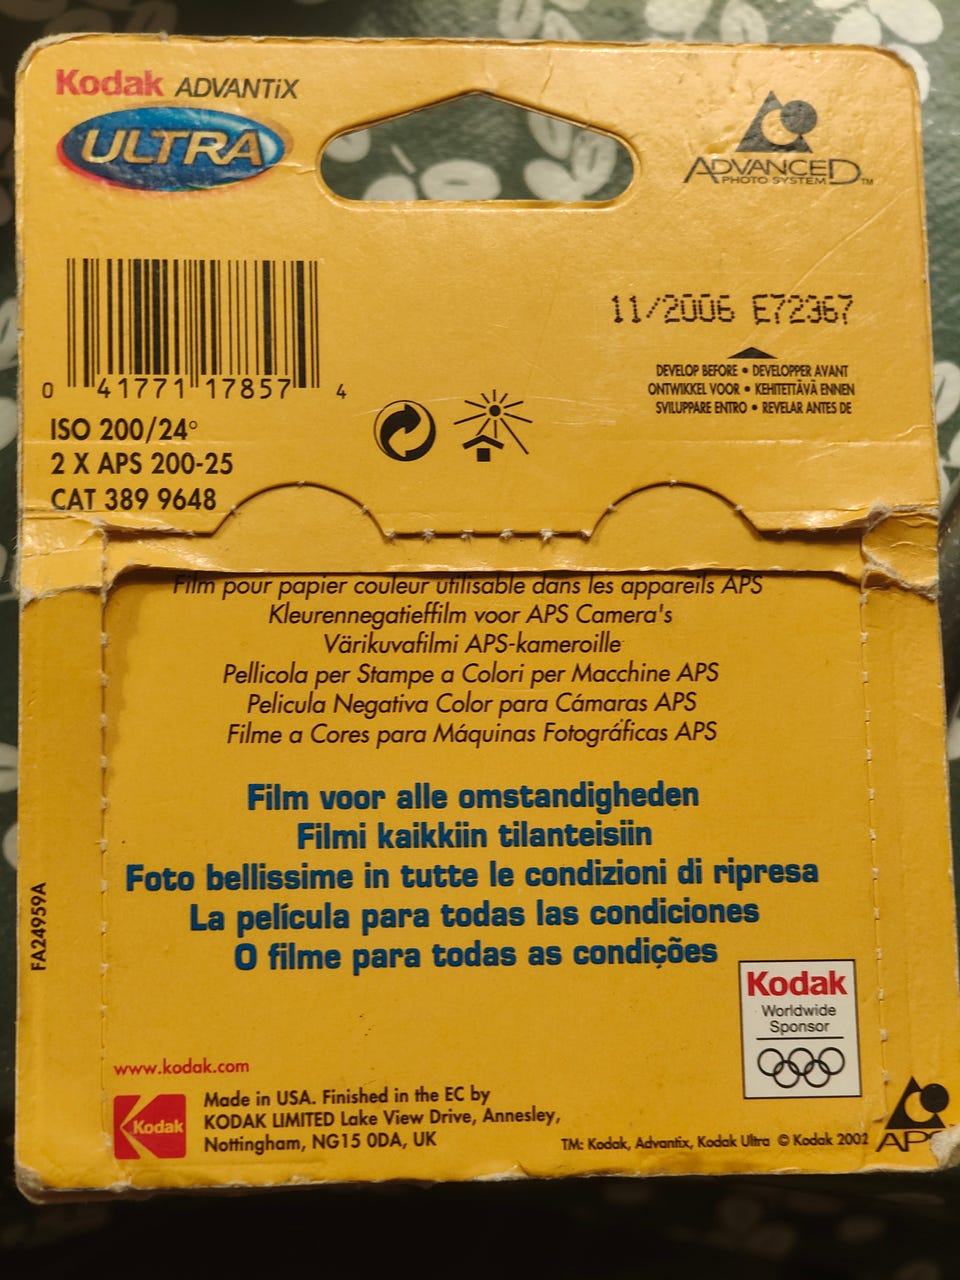 Kodak ADVANTiX
ULTRA
ADVANCED
PHOTO SYSTEM™
0 41771 17857 4
11/2006 E72367
DEVELOP BEFORE • DEVELOPPER AVANT
ONTWIKKEL VOOR • KEHITETTÄVÄ ENNEN
SVILUPPARE ENTRO • REVELAR ANTES DE
ISO 200/24°
2 X APS 200-25
CAT 389 9648
Film pour papier couleur utilisable dans les appareils APS
Kleurennegatieffilm voor APS Camera's
Värikuvafilmi APS-kameroille
Pellicola per Stampe a Colori per Macchine APS
Pelicula Negativa Color para Cámaras APS
Filme a Cores para Máquinas Fotográficas APS
Film voor alle omstandigheden
Filmi kaikkiin tilanteisiin
Foto bellissime in tutte le condizioni di ripresa
La película para todas las condiciones
O filme para todas as condições
FA24959A
Kodak
Worldwide
Sponsor
www.kodak.com
Kodak
Made in USA. Finished in the EC by
KODAK LIMITED Lake View Drive, Annesley,
Nottingham, NG15 0DA, UK
TM: Kodak, Advantix, Kodak Ultra © Kodak 2002
APS